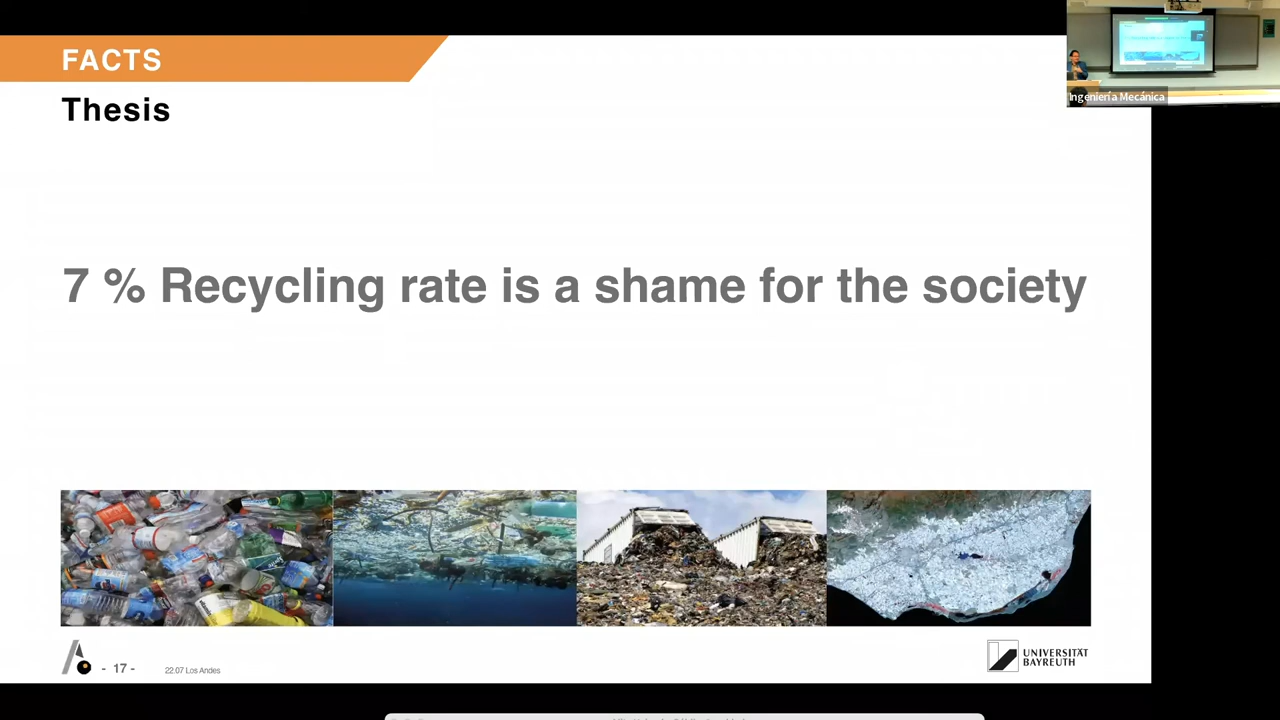 FACTS
Thesis
7 % Recycling rate is a shame for the society
- 17 -
22.07 Los Andes
UNIVERSITÄT
BAYREUTH
Ingeniería Mecánica